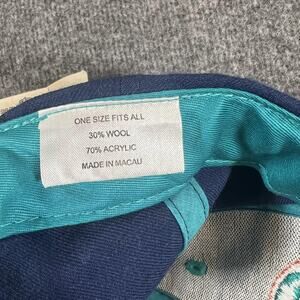 ONE SIZE FITS ALL
30% WOOL
70% ACRYLIC
MADE IN MACAU